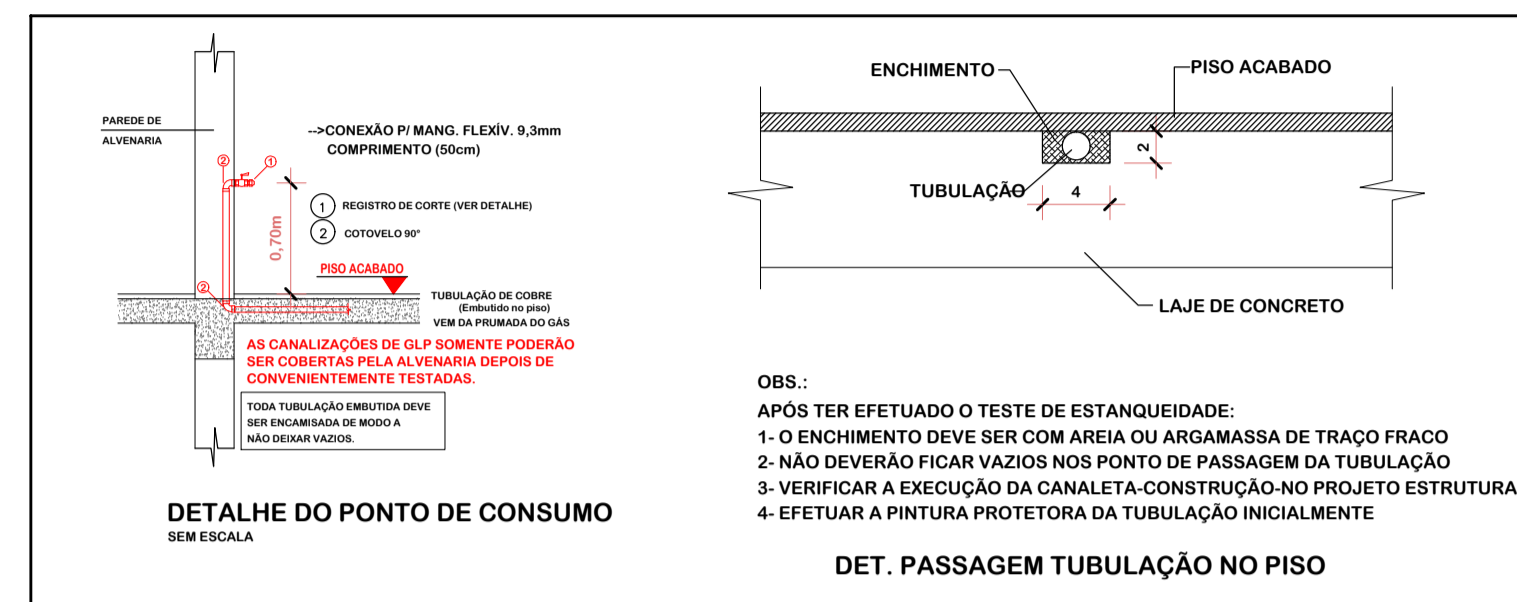 PAREDE DE
ALVENARIA
-->CONEXÃO P/ MANG. FLEXÍV. 9,3mm
COMPRIMENTO (50cm)
2
1
1 REGISTRO DE CORTE (VER DETALHE)
2 COTOVELO 90°
0,70m
PISO ACABADO
2
TUBULAÇÃO DE COBRE
(Embutido no piso)
VEM DA PRUMADA DO GÁS
AS CANALIZAÇÕES DE GLP SOMENTE PODERÃO
SER COBERTAS PELA ALVENARIA DEPOIS DE
CONVENIENTEMENTE TESTADAS.
TODA TUBULAÇÃO EMBUTIDA DEVE
SER ENCAMISADA DE MODO A
NÃO DEIXAR VAZIOS.
DETALHE DO PONTO DE CONSUMO
SEM ESCALA
ENCHIMENTO
PISO ACABADO
2
TUBULAÇÃO
4
LAJE DE CONCRETO
OBS.:
APÓS TER EFETUADO O TESTE DE ESTANQUEIDADE:
1- O ENCHIMENTO DEVE SER COM AREIA OU ARGAMASSA DE TRAÇO FRACO
2- NÃO DEVERÃO FICAR VAZIOS NOS PONTO DE PASSAGEM DA TUBULAÇÃO
3- VERIFICAR A EXECUÇÃO DA CANALETA-CONSTRUÇÃO-NO PROJETO ESTRUTURA
4- EFETUAR A PINTURA PROTETORA DA TUBULAÇÃO INICIALMENTE
DET. PASSAGEM TUBULAÇÃO NO PISO